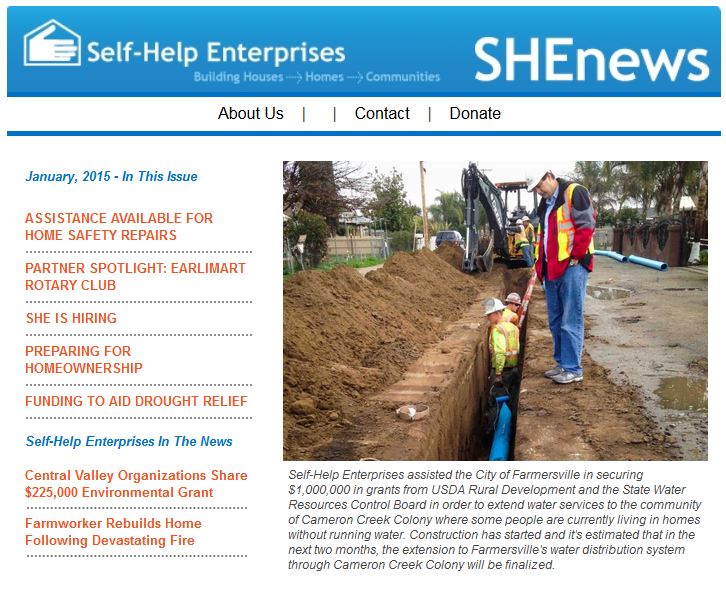 Self-Help Enterprises
Building Houses --> Homes --> Communities
SHEnews
About Us | | Contact | Donate
January, 2015 - In This Issue
ASSISTANCE AVAILABLE FOR
HOME SAFETY REPAIRS
PARTNER SPOTLIGHT: EARLIMART
ROTARY CLUB
SHE IS HIRING
PREPARING FOR
HOMEOWNERSHIP
FUNDING TO AID DROUGHT RELIEF
Self-Help Enterprises In The News
Central Valley Organizations Share
$225,000 Environmental Grant
Farmworker Rebuilds Home
Following Devastating Fire
Self-Help Enterprises assisted the City of Farmersville in securing
$1,000,000 in grants from USDA Rural Development and the State Water
Resources Control Board in order to extend water services to the community
of Cameron Creek Colony where some people are currently living in homes
without running water. Construction has started and it's estimated that in the
next two months, the extension to Farmersville's water distribution system
through Cameron Creek Colony will be finalized.